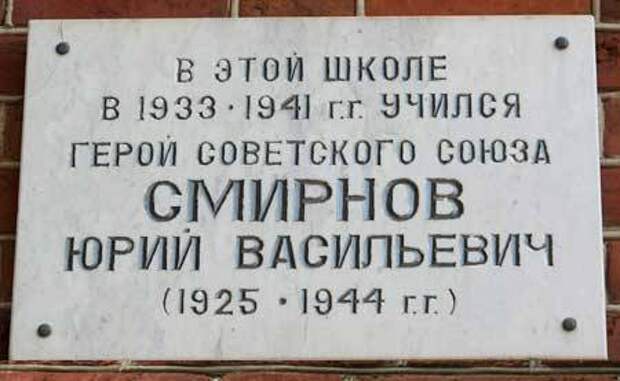 В ЭТОЙ ШКОЛЕ
В 1933 · 1941 г.г. УЧИЛСЯ
ГЕРОЙ СОВЕТСКОГО СОЮЗА
СМИРНОВ
ЮРИЙ ВАСИЛЬЕВИЧ
(1925 · 1944 г.г.)